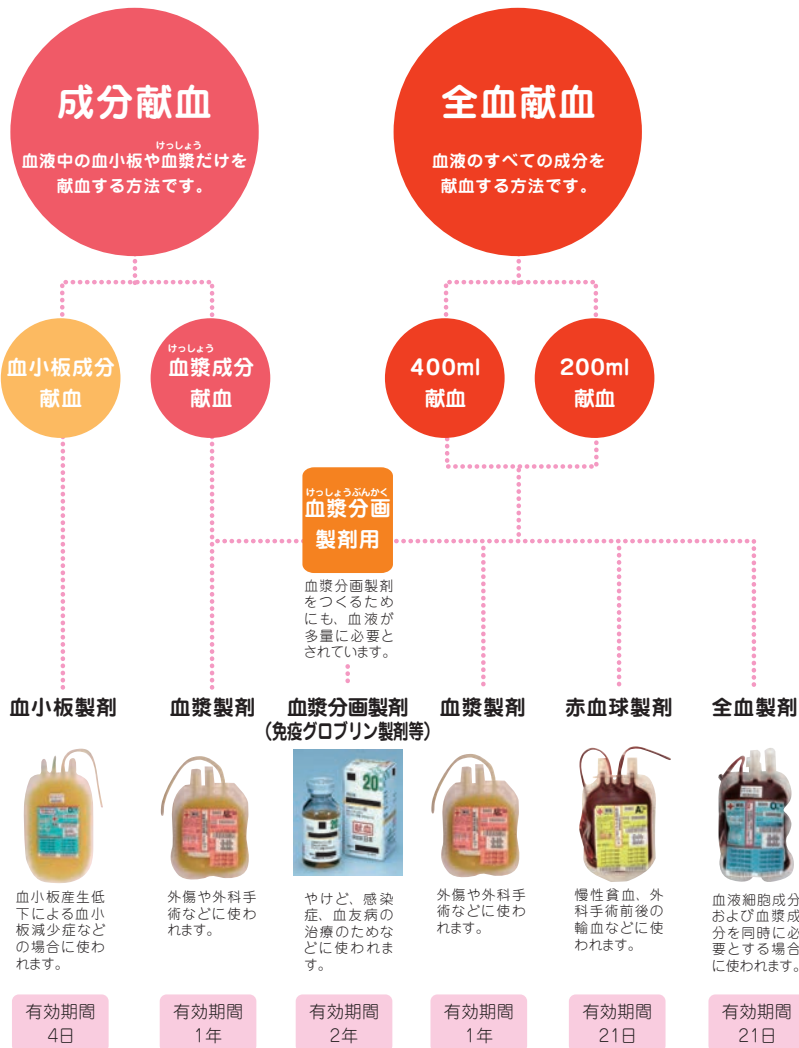 成分献血
けっしょう
血液中の血小板や血漿だけを
献血する方法です。
全血献血
血液のすべての成分を
献血する方法です。
血小板成分
献血
けっしょう
血漿成分
献血
400ml
献血
200ml
献血
けっしょうぶんかく
血漿分画
製剤用
血漿分画製剤
をつくるため
にも、血液が
多量に必要と
されています。
血小板製剤
血漿製剤
血漿分画製剤
(免疫グロブリン製剤等)
血漿製剤
赤血球製剤
全血製剤
20
献血
血小板産生低
下による血小
板減少症など
の場合に使わ
れます。
外傷や外科手
術などに使わ
れます。
やけど、感染
症、血友病の
治療のためな
どに使われま
す。
外傷や外科手
術などに使わ
れます。
慢性貧血、外
科手術前後の
輸血などに使
われます。
血液細胞成分
および血漿成
分を同時に必
要とする場合
に使われます。
有効期間
4日
有効期間
1年
有効期間
2年
有効期間
1年
有効期間
21日
有効期間
21日